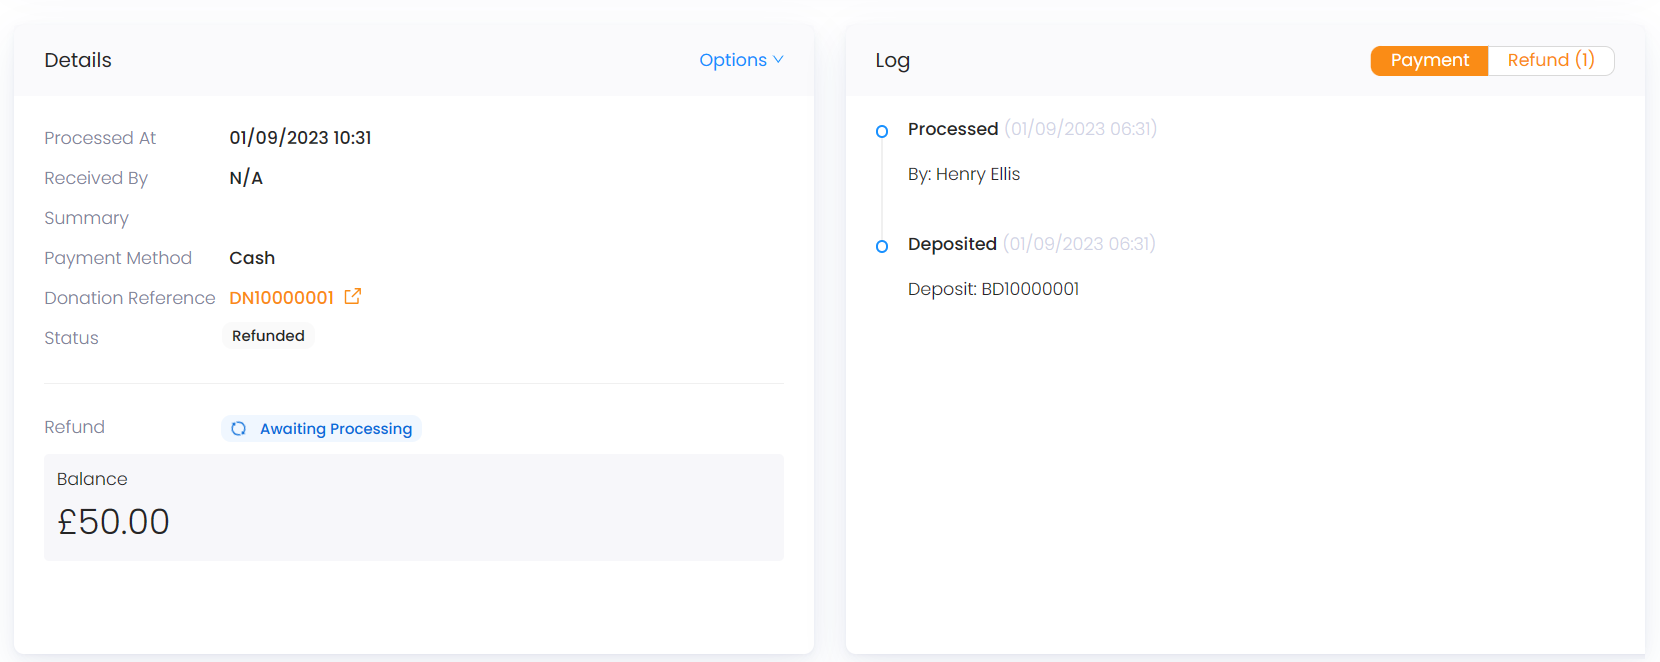 Details
Options
Processed At 01/09/2023 10:31
Received By N/A
Summary
Payment Method Cash
Donation Reference DN10000001
Status Refunded
Refund Awaiting Processing
Balance
£50.00
Log
Payment Refund (1)
Processed (01/09/2023 06:31)
By: Henry Ellis
Deposited (01/09/2023 06:31)
Deposit: BD10000001